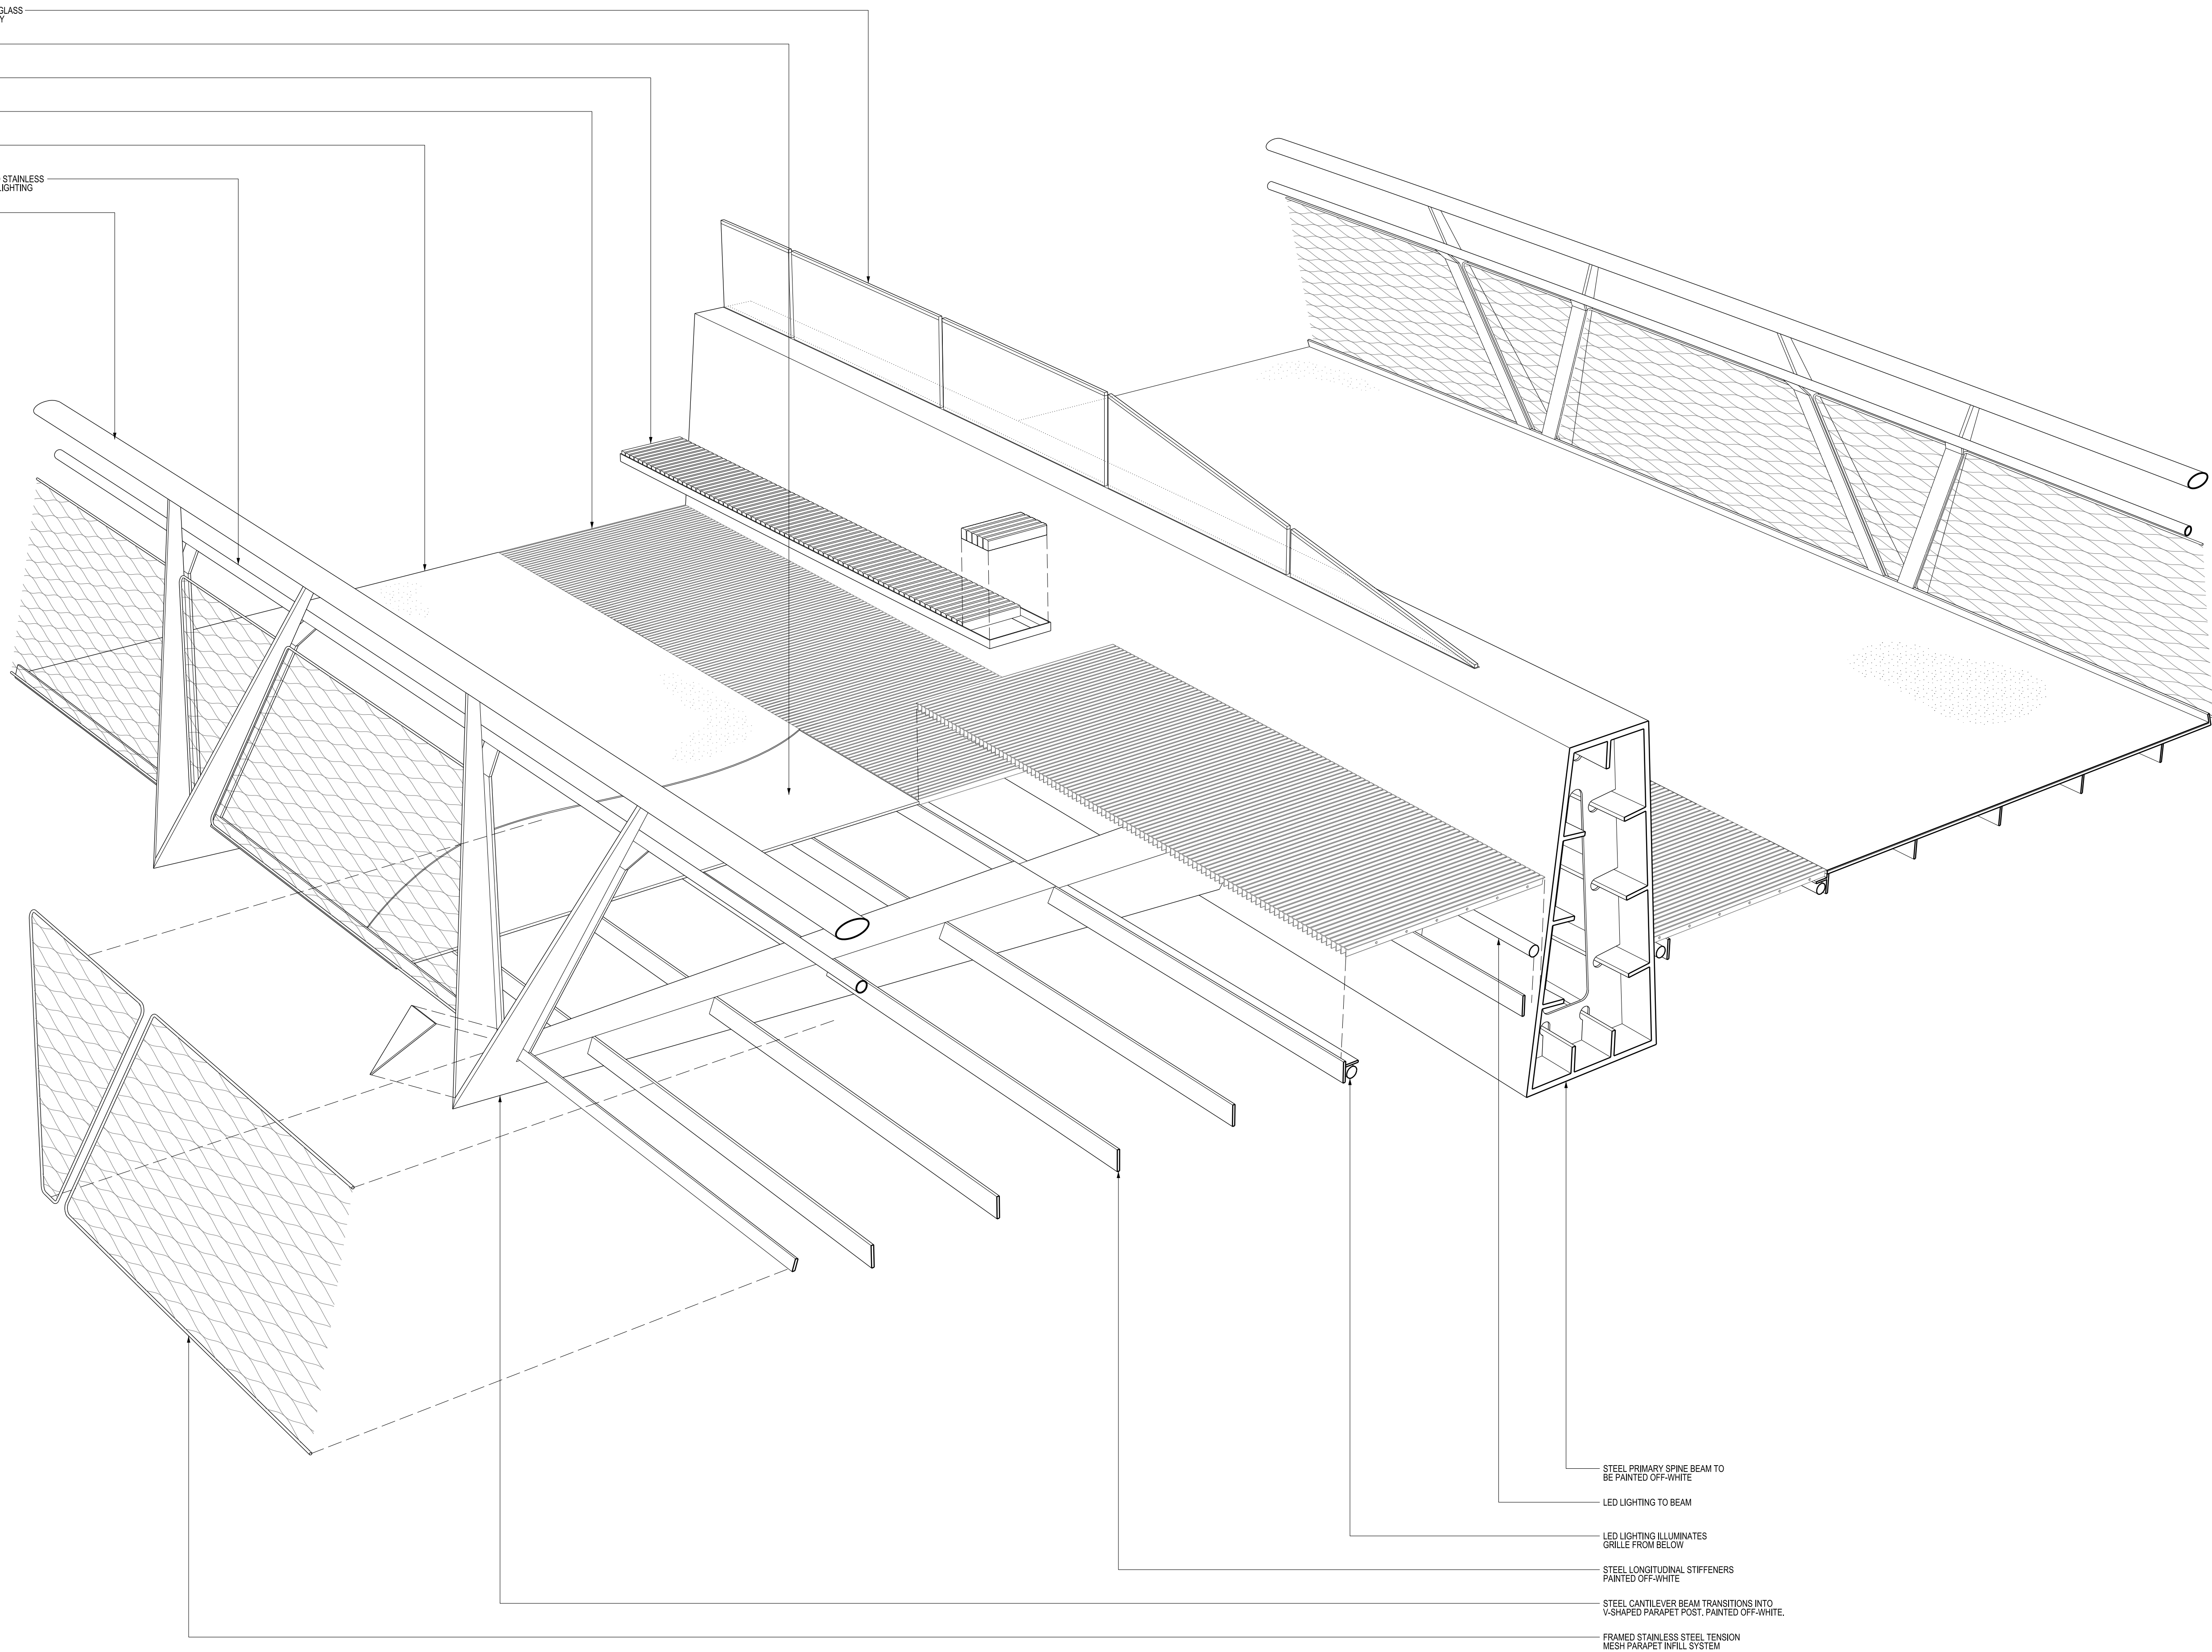 GLASS
Y
STAINLESS
LIGHTING
STEEL PRIMARY SPINE BEAM TO
BE PAINTED OFF-WHITE
LED LIGHTING TO BEAM
LED LIGHTING ILLUMINATES
GRILLE FROM BELOW
STEEL LONGITUDINAL STIFFENERS
PAINTED OFF-WHITE
STEEL CANTILEVER BEAM TRANSITIONS INTO
V-SHAPED PARAPET POST. PAINTED OFF-WHITE.
FRAMED STAINLESS STEEL TENSION
MESH PARAPET INFILL SYSTEM